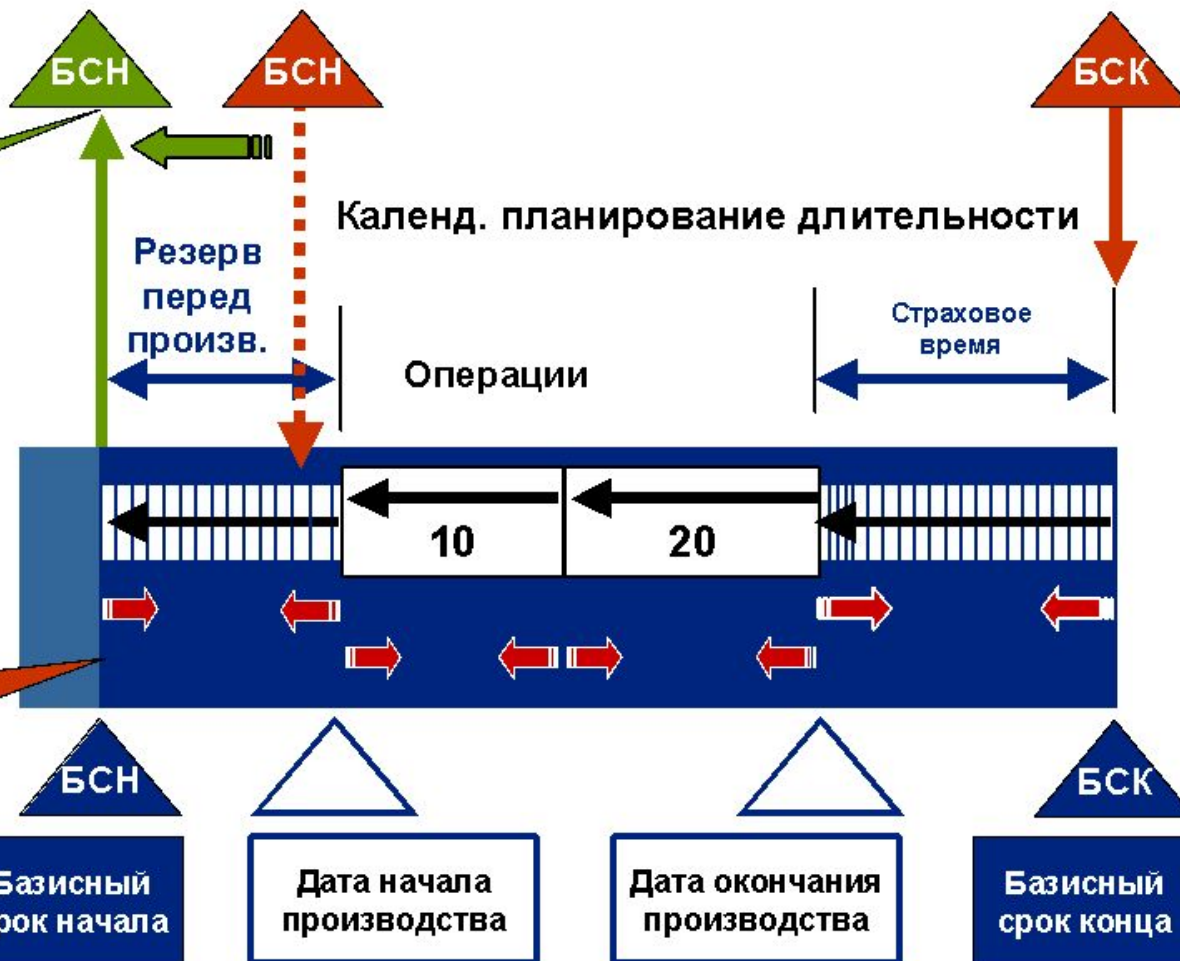 БСН
БСН
БСК
Календ. планирование длительности
Резерв
перед
произв.
Страховое
время
Операции
10
20
БСН
БСК
Базисный
рок начала
Дата начала
производства
Дата окончания
производства
Базисный
срок конца